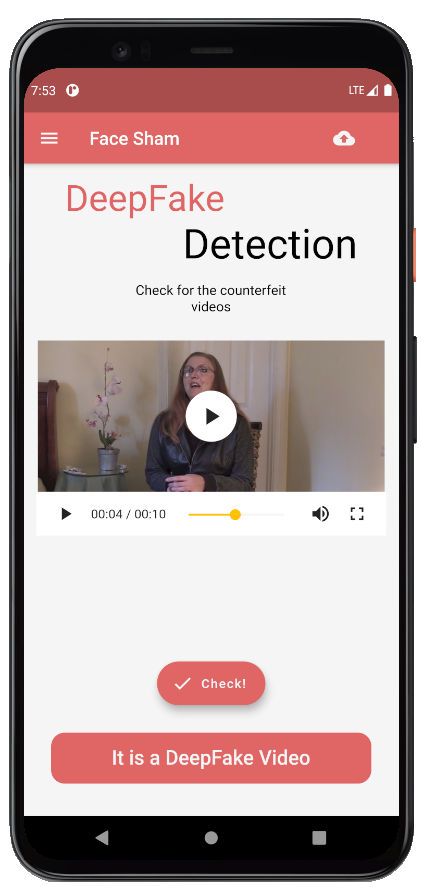 7:53
LTE
Face Sham
DeepFake
Detection
Check for the counterfeit
videos
00:04 / 00:10
Check!
It is a DeepFake Video